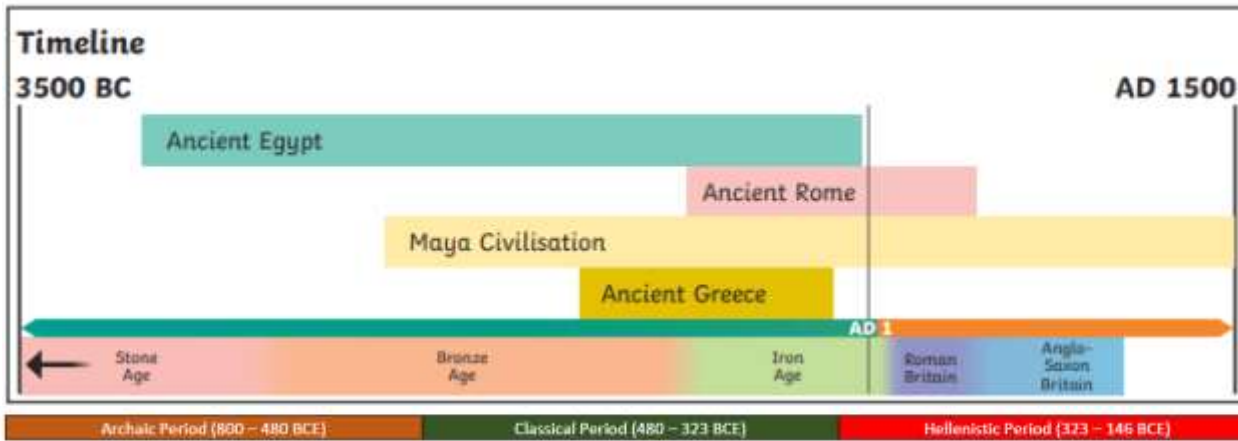 Timeline
3500 BC
AD 1500
Ancient Egypt
Ancient Rome
Maya Civilisation
Ancient Greece
AD 1
Stone
Age
Bronze
Age
Iron
Age
Roman
Britain
Anglo-
Saxon
Britain
Archaic Period (800 – 480 BCE)
Classical Period (480 – 323 BCE)
Hellenistic Period (323 – 146 BCE)